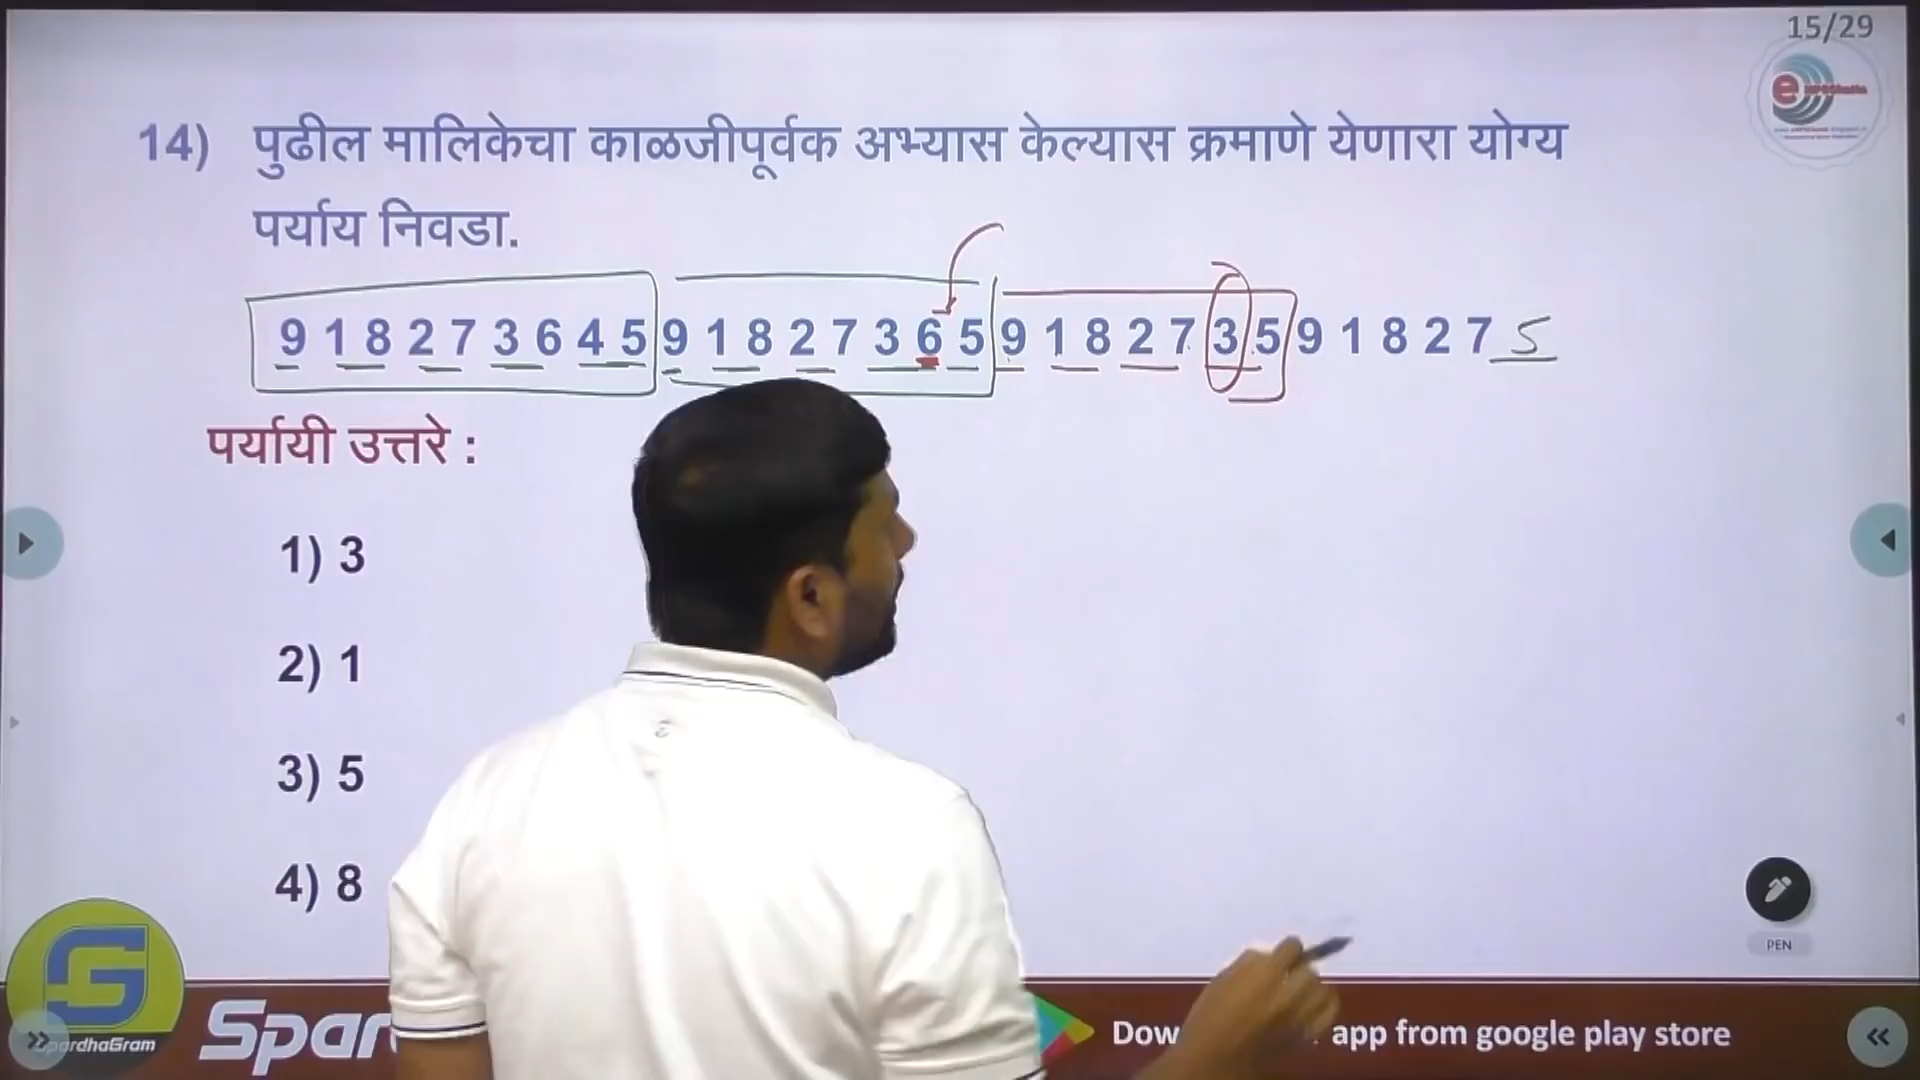 15/29
14) पुढील मालिकेचा काळजीपूर्वक अभ्यास केल्यास क्रमाणे येणारा योग्य
पर्याय निवडा.
9 1 8 2 7 3 6 4 5 9 1 8 2 7 3 6 5 9 1 8 2 7 3 5 9 1 8 2 7 5
पर्यायी उत्तरे :
1) 3
2) 1
3) 5
4) 8
PEN
SpardhaGram
Spar
Dow app from google play store